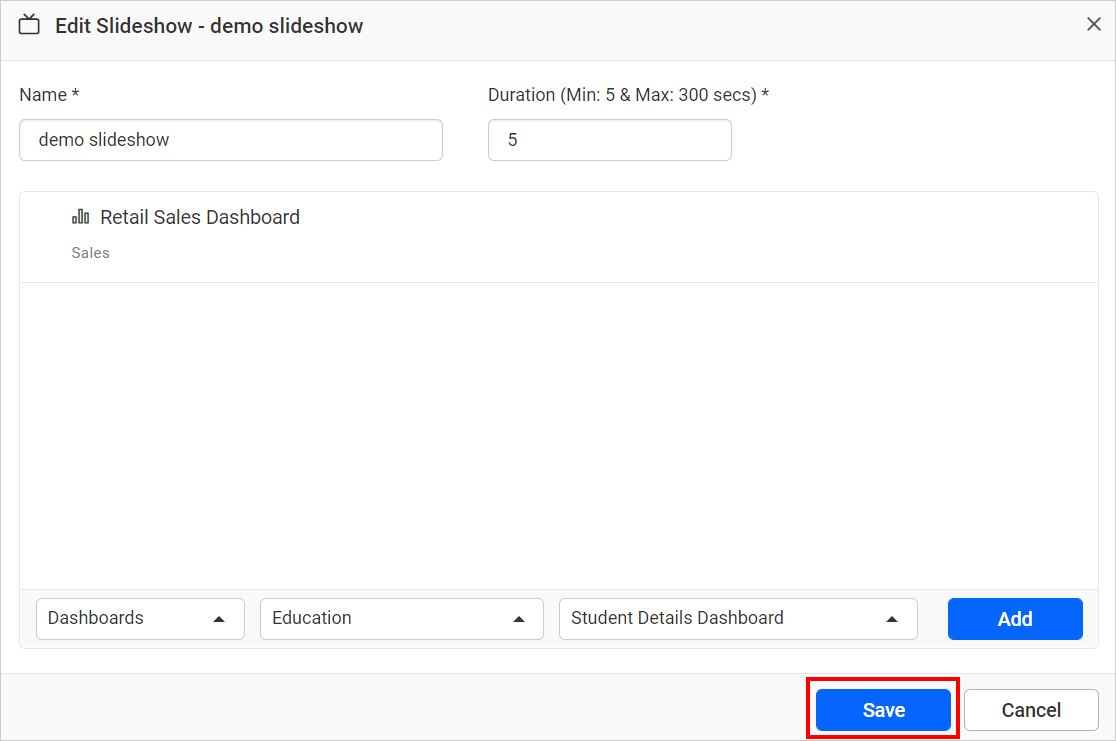 Edit Slideshow - demo slideshow
Name * Duration (Min: 5 & Max: 300 secs) *
demo slideshow 5
Retail Sales Dashboard
Sales
Dashboards Education Student Details Dashboard Add
Save Cancel